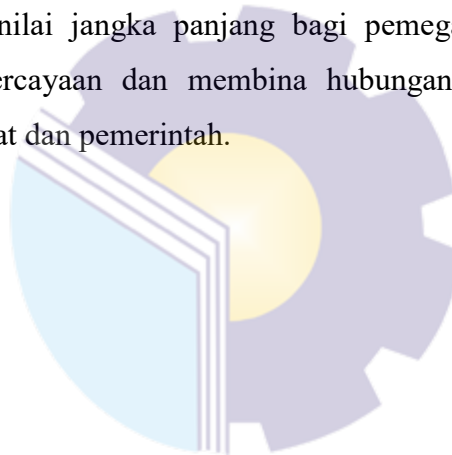 nilai jangka panjang bagi pemega
ercayaan dan membina hubungan
at dan pemerintah.